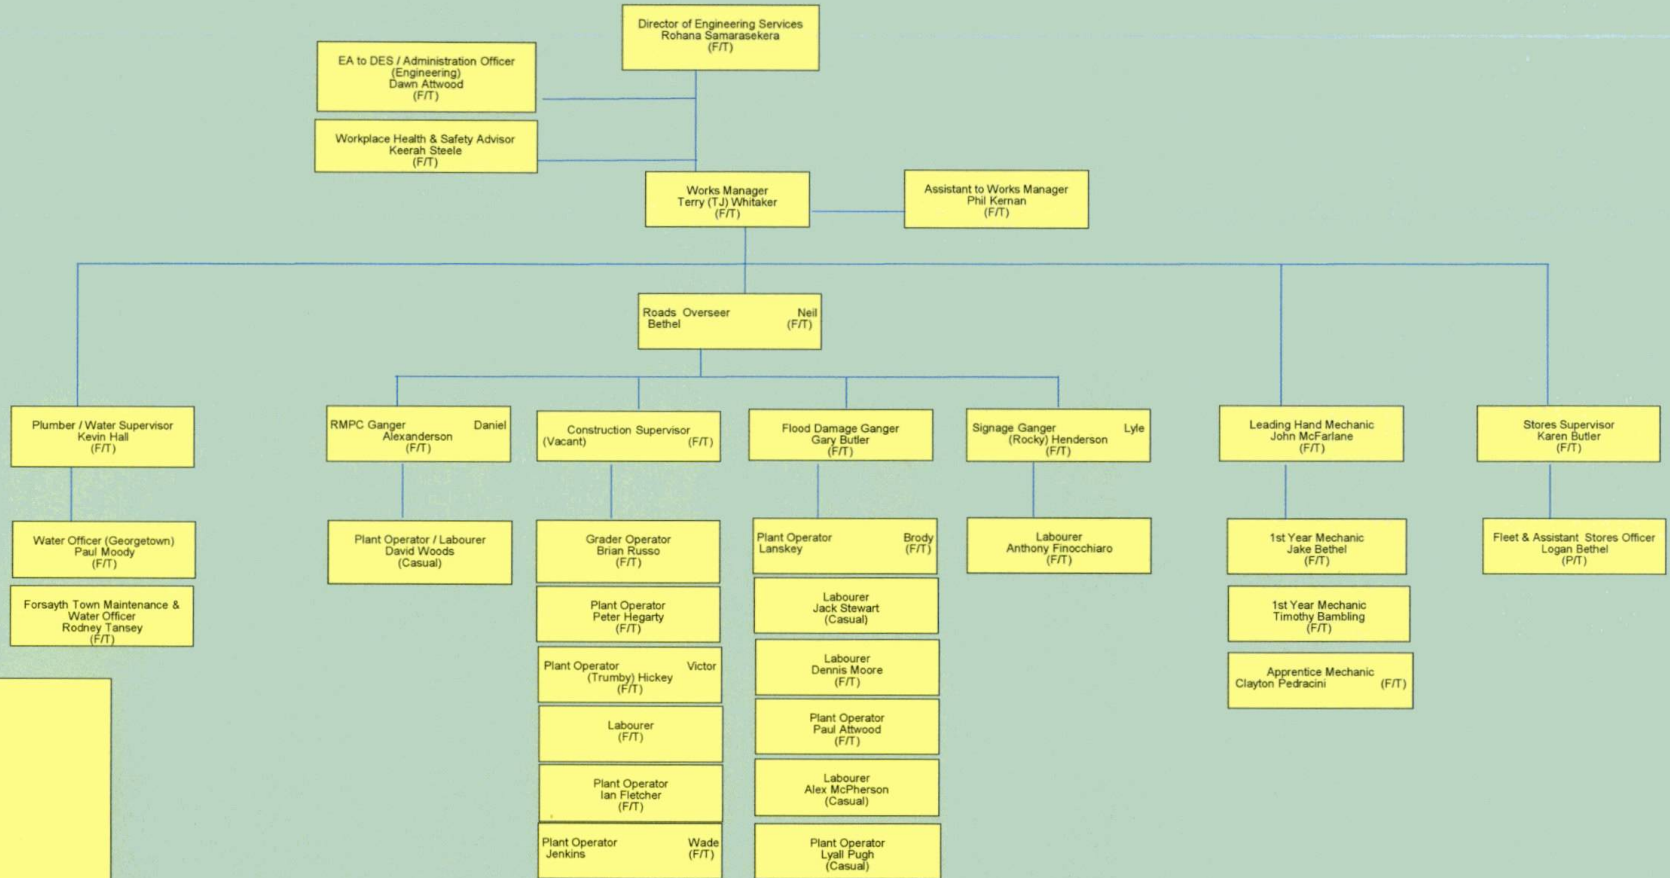 Director of Engineering Services
Rohana Samarasekera
(F/T)
EA to DES / Administration Officer
(Engineering)
Dawn Attwood
(F/T)
Workplace Health & Safety Advisor
Keerah Steele
(F/T)
Works Manager
Terry (TJ) Whitaker
(F/T)
Assistant to Works Manager
Phil Kernan
(F/T)
Roads Overseer Neil
Bethel (F/T)
Plumber / Water Supervisor
Kevin Hall
(F/T)
RMPC Ganger Daniel
Alexanderson
(F/T)
Construction Supervisor
(Vacant) (F/T)
Flood Damage Ganger
Gary Butler
(F/T)
Signage Ganger Lyle
(Rocky) Henderson
(F/T)
Leading Hand Mechanic
John McFarlane
(F/T)
Stores Supervisor
Karen Butler
(F/T)
Water Officer (Georgetown)
Paul Moody
(F/T)
Forsayth Town Maintenance &
Water Officer
Rodney Tansey
(F/T)
Plant Operator / Labourer
David Woods
(Casual)
Grader Operator
Brian Russo
(F/T)
Plant Operator
Peter Hegarty
(F/T)
Plant Operator Victor
(Trumby) Hickey
(F/T)
Labourer
(F/T)
Plant Operator
Ian Fletcher
(F/T)
Plant Operator Wade
Jenkins (F/T)
Plant Operator Brody
Lanskey (F/T)
Labourer
Jack Stewart
(Casual)
Labourer
Dennis Moore
(F/T)
Plant Operator
Paul Attwood
(F/T)
Labourer
Alex McPherson
(Casual)
Plant Operator
Lyall Pugh
(Casual)
Labourer
Anthony Finocchiaro
(F/T)
1st Year Mechanic
Jake Bethel
(F/T)
1st Year Mechanic
Timothy Bambling
(F/T)
Apprentice Mechanic
Clayton Pedracini (F/T)
Fleet & Assistant Stores Officer
Logan Bethel
(P/T)